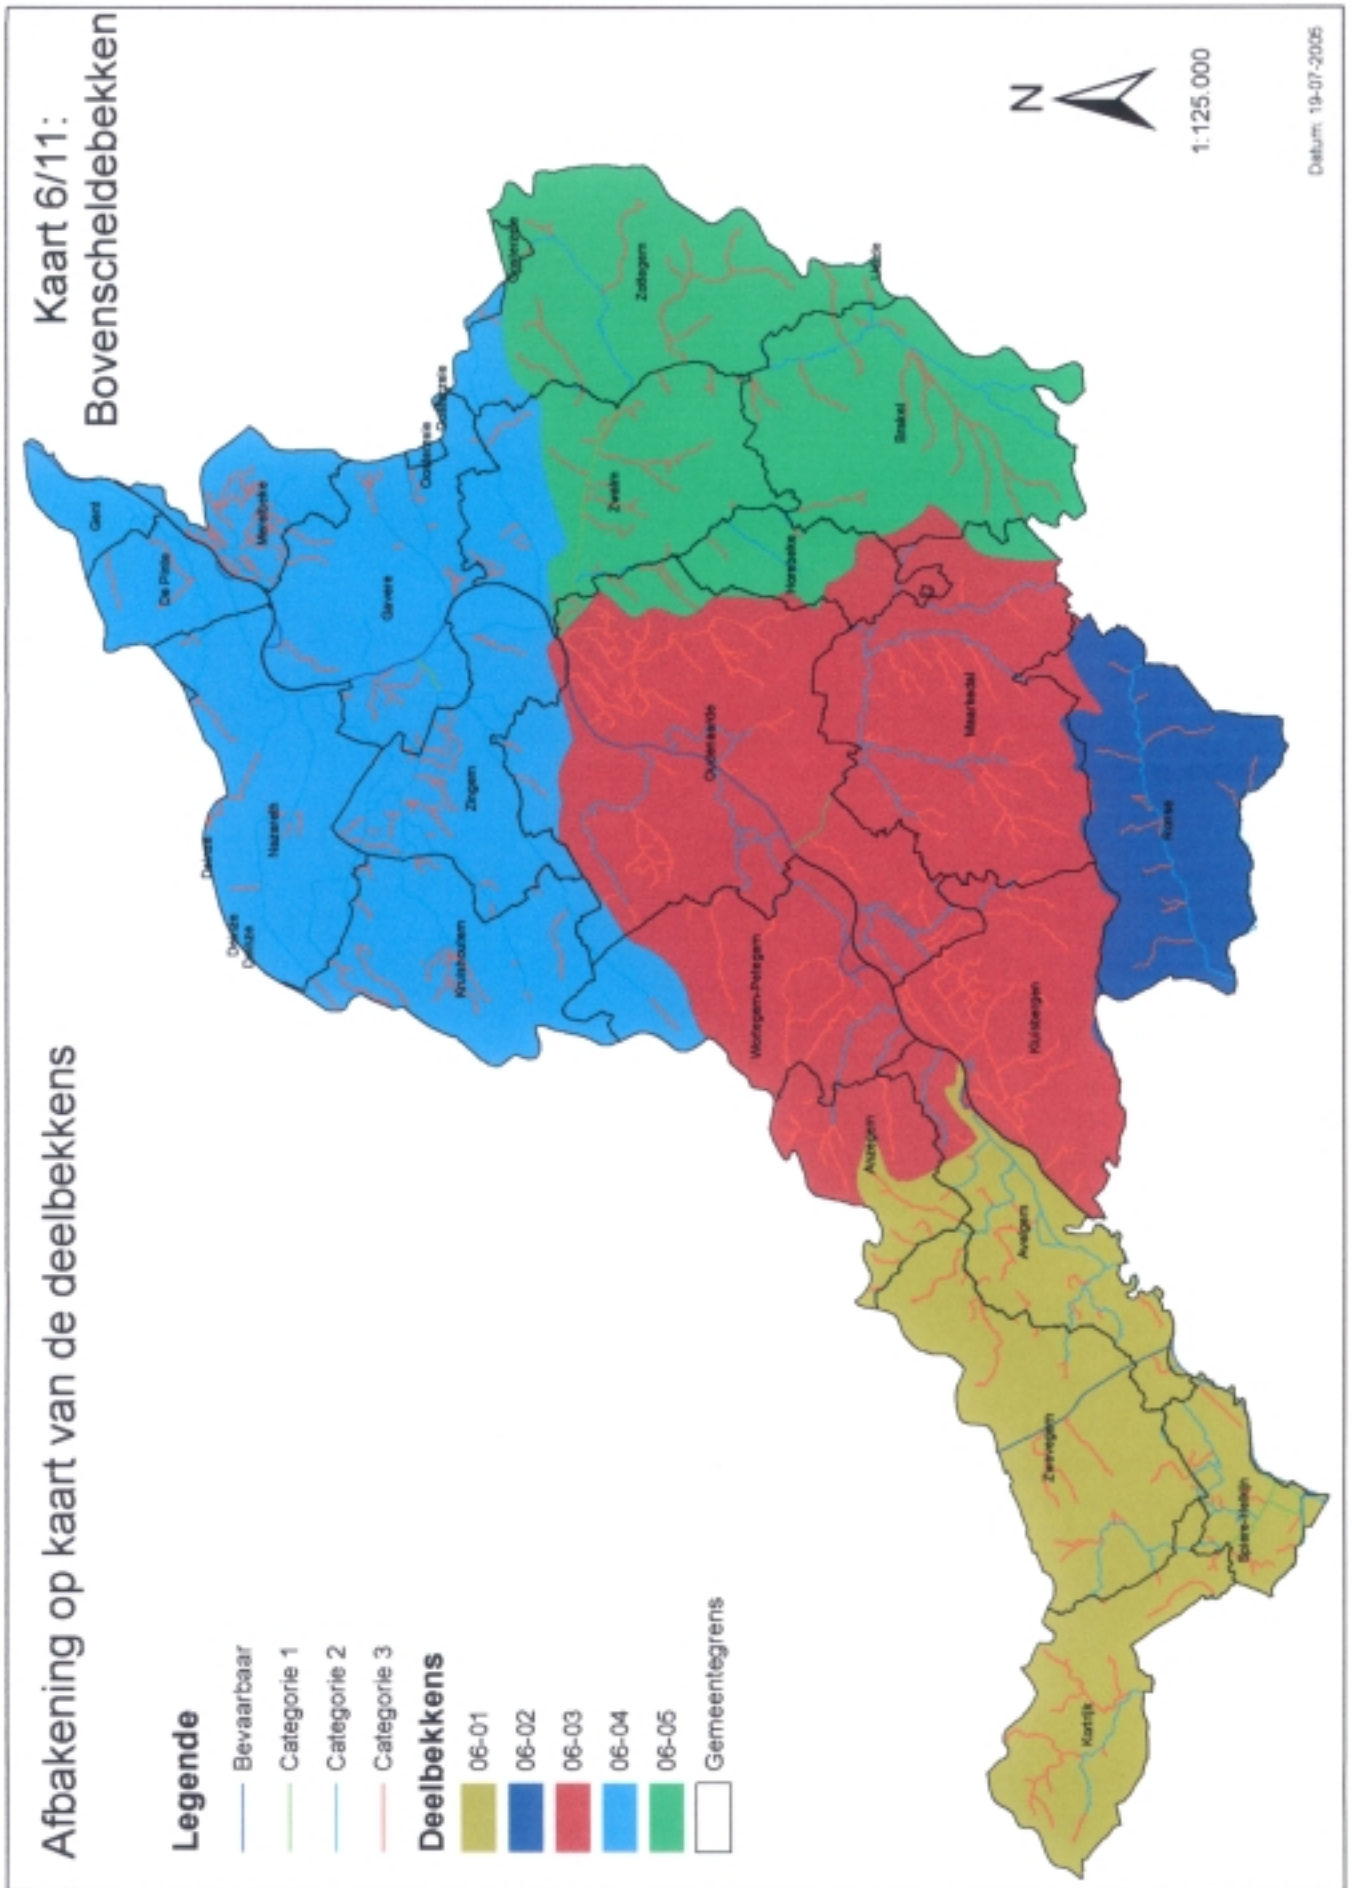 Afbakening op kaart van de deelbekkens
Kaart 6/11:
Bovenscheldebekken
Legende
Bevaarbaar
Categorie 1
Categorie 2
Categorie 3
Deelbekkens
06-01
06-02
06-03
06-04
06-05
Gemeentegrens
Gent
De Pinte
Merelbeke
Gavere
Oosterzele
Oosterzele
Oosterzele
Deinze
Deinze
Nazareth
Zingem
Kruishoutem
Zottegem
Zwalm
Lierde
Horebeke
Brakel
Oudenaarde
Maarkedal
Wortegem-Petegem
Kluisbergen
Ronse
Anzegem
Avelgem
Zwevegem
Spiere-Helkijn
Kortrijk
N
1:125.000
Datum: 19-07-2005